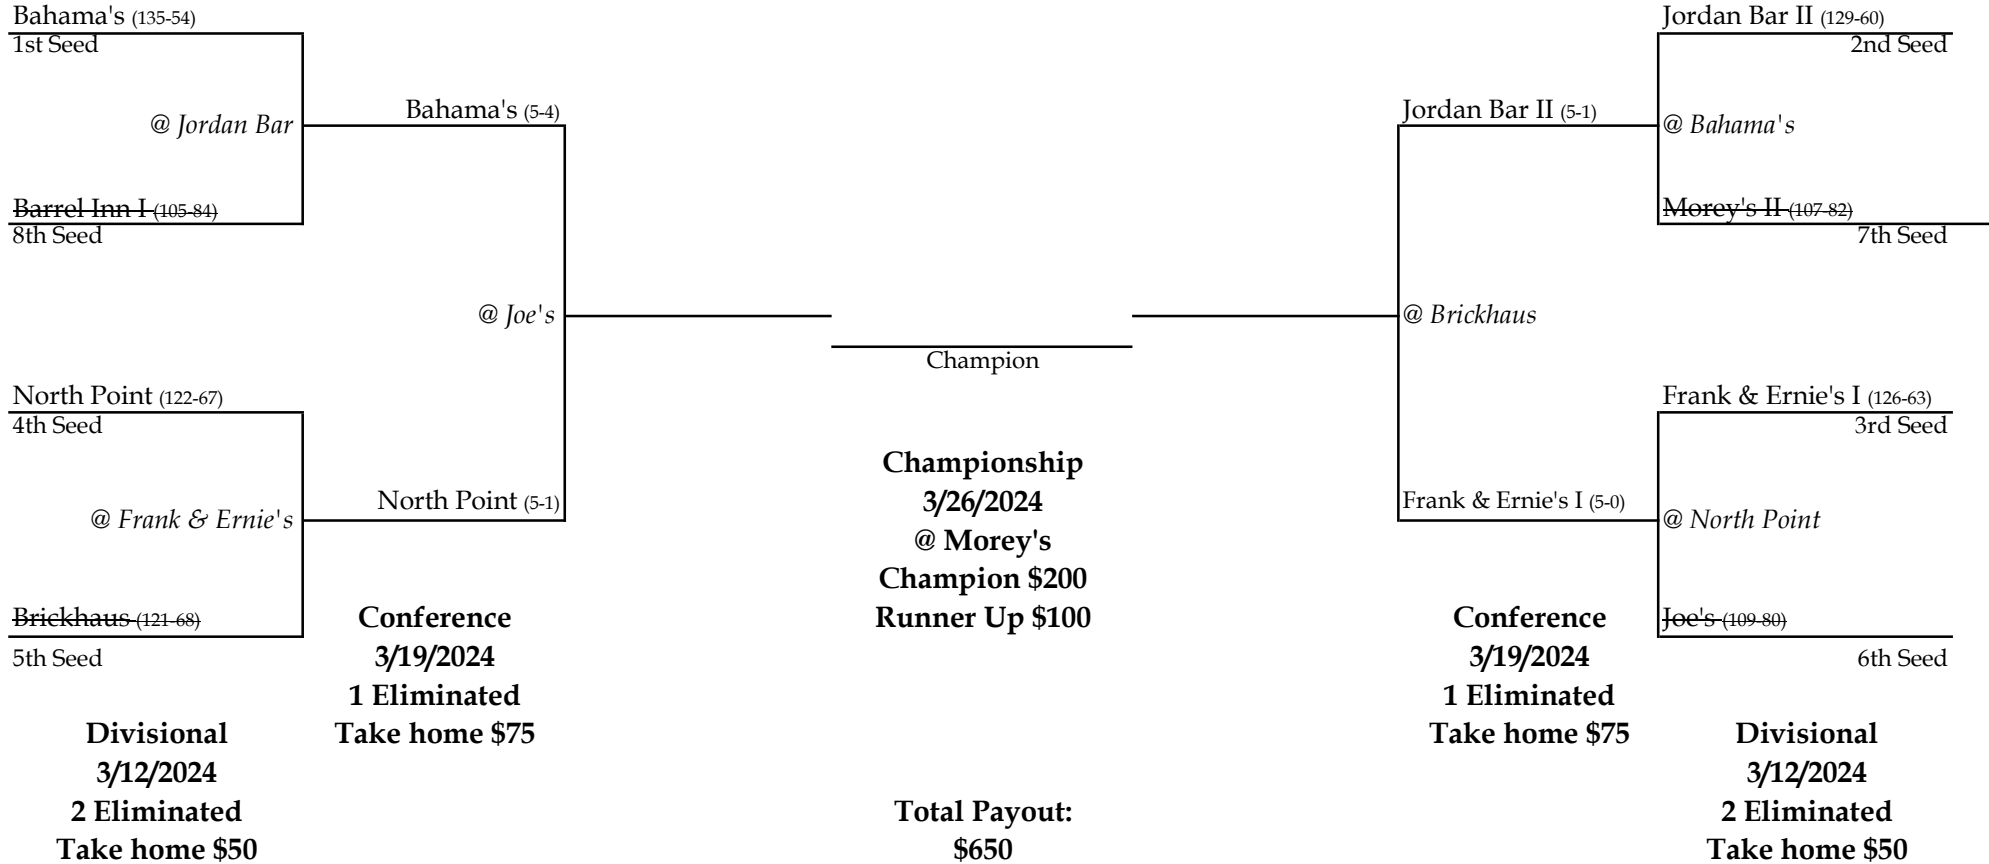 Bahama's (135-54)
1st Seed
@ Jordan Bar
Barrel Inn I (105-84)
8th Seed
North Point (122-67)
4th Seed
@ Frank & Ernie's
Brickhaus (121-68)
5th Seed
Divisional
3/12/2024
2 Eliminated
Take home $50
Bahama's (5-4)
@ Joe's
North Point (5-1)
Conference
3/19/2024
1 Eliminated
Take home $75
Champion
Championship
3/26/2024
@ Morey's
Champion $200
Runner Up $100
Total Payout:
$650
Jordan Bar II (5-1)
@ Brickhaus
Frank & Ernie's I (5-0)
Conference
3/19/2024
1 Eliminated
Take home $75
Jordan Bar II (129-60)
2nd Seed
@ Bahama's
Morey's II (107-82)
7th Seed
Frank & Ernie's I (126-63)
3rd Seed
@ North Point
Joe's (109-80)
6th Seed
Divisional
3/12/2024
2 Eliminated
Take home $50